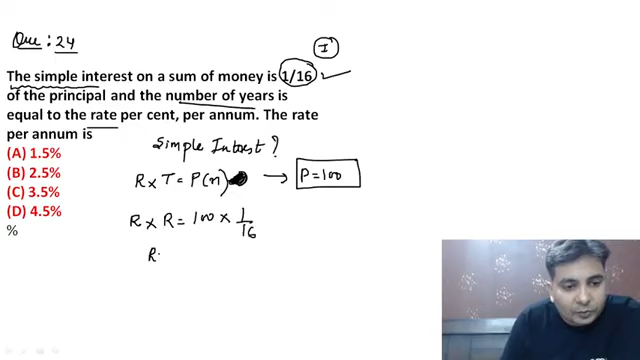 Que : 24
I
The simple interest on a sum of money is 1/16
of the principal and the number of years is
equal to the rate per cent, per annum. The rate
per annum is
Simple Interest ?
(A) 1.5%
(B) 2.5%
(C) 3.5%
(D) 4.5%
%
R × T = P(n) → P = 100
R × R = 100 × 1/16
R